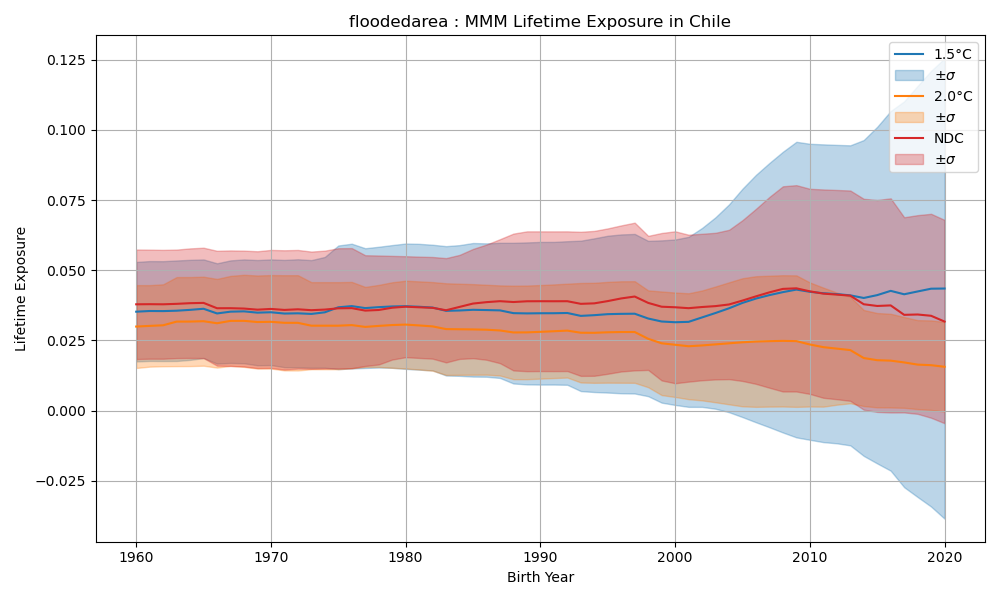 floodedarea : MMM Lifetime Exposure in Chile
Lifetime Exposure
0.125
0.100
0.075
0.050
0.025
0.000
−0.025
1960
1970
1980
1990
2000
2010
2020
Birth Year
1.5°C
±σ
2.0°C
±σ
NDC
±σ